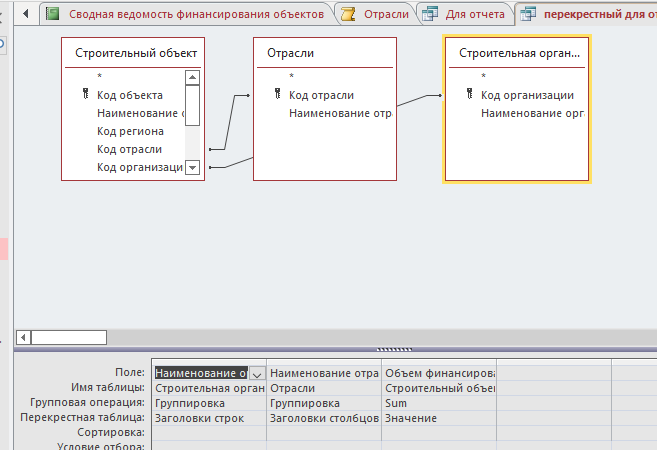 Сводная ведомость финансирования объектов Отрасли Для отчета перекрестный для от
Строительный объект Отрасли Строительная орган...
* * *
Код объекта Код отрасли Код организации
Наименование о Наименование отр Наименование орг
Код региона
Код отрасли
Код организаци
Поле: Наименование о Наименование отра Объем финансирова
Имя таблицы: Строительная орган Отрасли Строительный объе
Групповая операция: Группировка Группировка Sum
Перекрестная таблица: Заголовки строк Заголовки столбцов Значение
Сортировка:
Условие отбора: